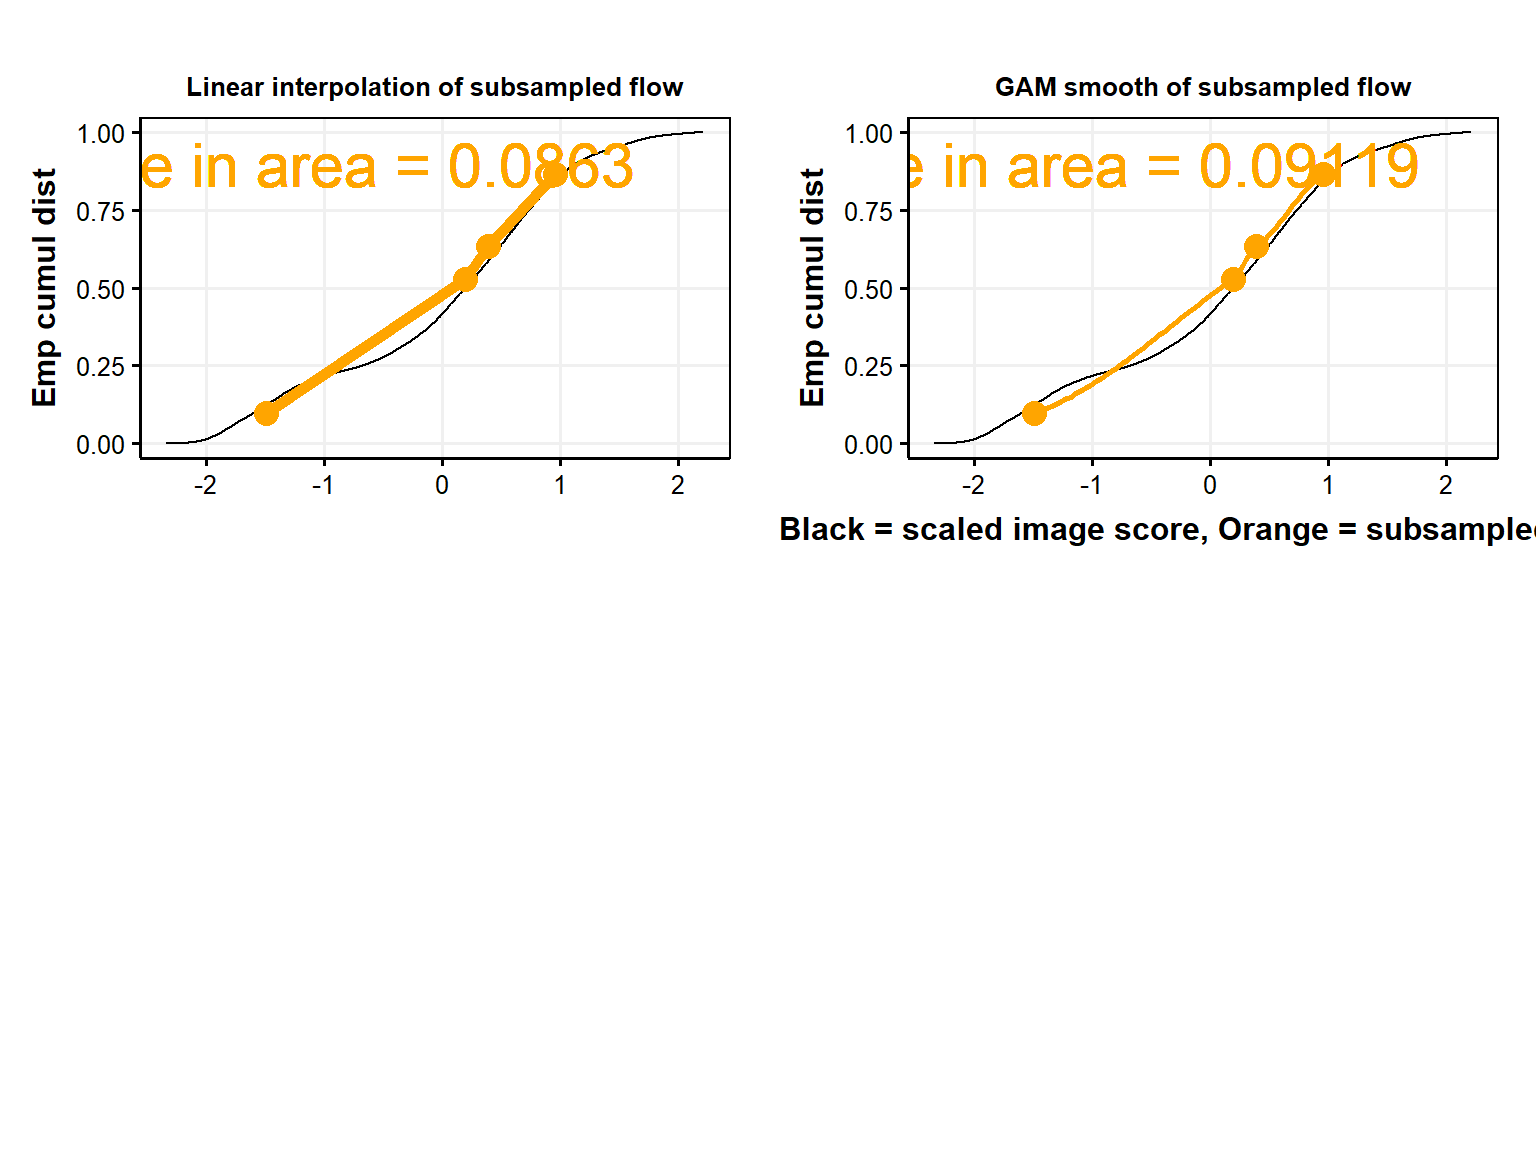 Linear interpolation of subsampled flow
e in area = 0.0863
Emp cumul dist
1.00
0.75
0.50
0.25
0.00
-2 -1 0 1 2
GAM smooth of subsampled flow
e in area = 0.09119
Emp cumul dist
1.00
0.75
0.50
0.25
0.00
-2 -1 0 1 2
Black = scaled image score, Orange = subsampled